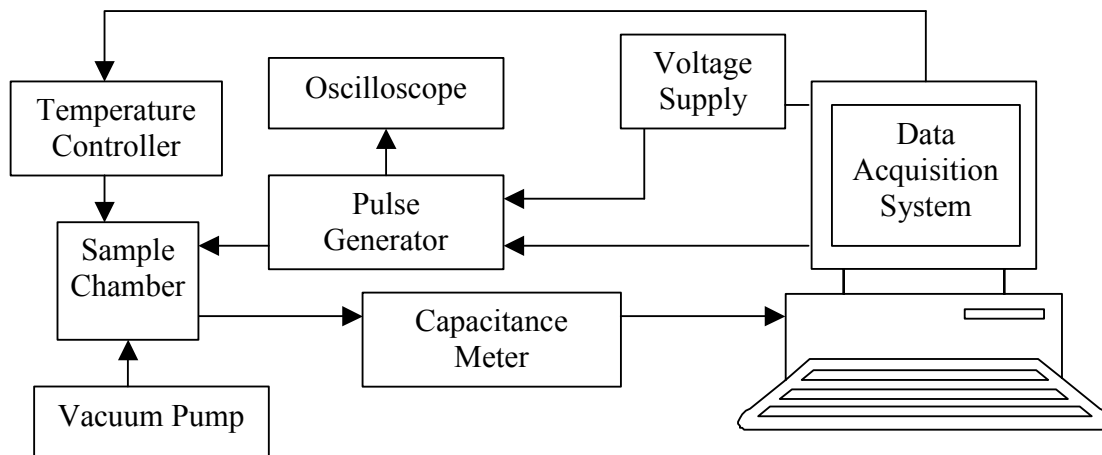 Temperature
Controller
Oscilloscope
Voltage
Supply
Data
Acquisition
System
Pulse
Generator
Sample
Chamber
Capacitance
Meter
Vacuum Pump